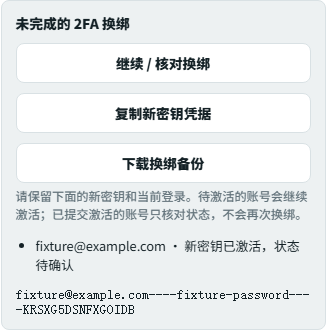 未完成的 2FA 换绑
继续 / 核对换绑
复制新密钥凭据
下载换绑备份
请保留下面的新密钥和当前登录。待激活的账号会继续
激活；已提交激活的账号只核对状态，不会再次换绑。
• fixture@example.com · 新密钥已激活，状态
待确认
fixture@example.com----fixture-password---
-KRSXG5DSNFXGOIDB